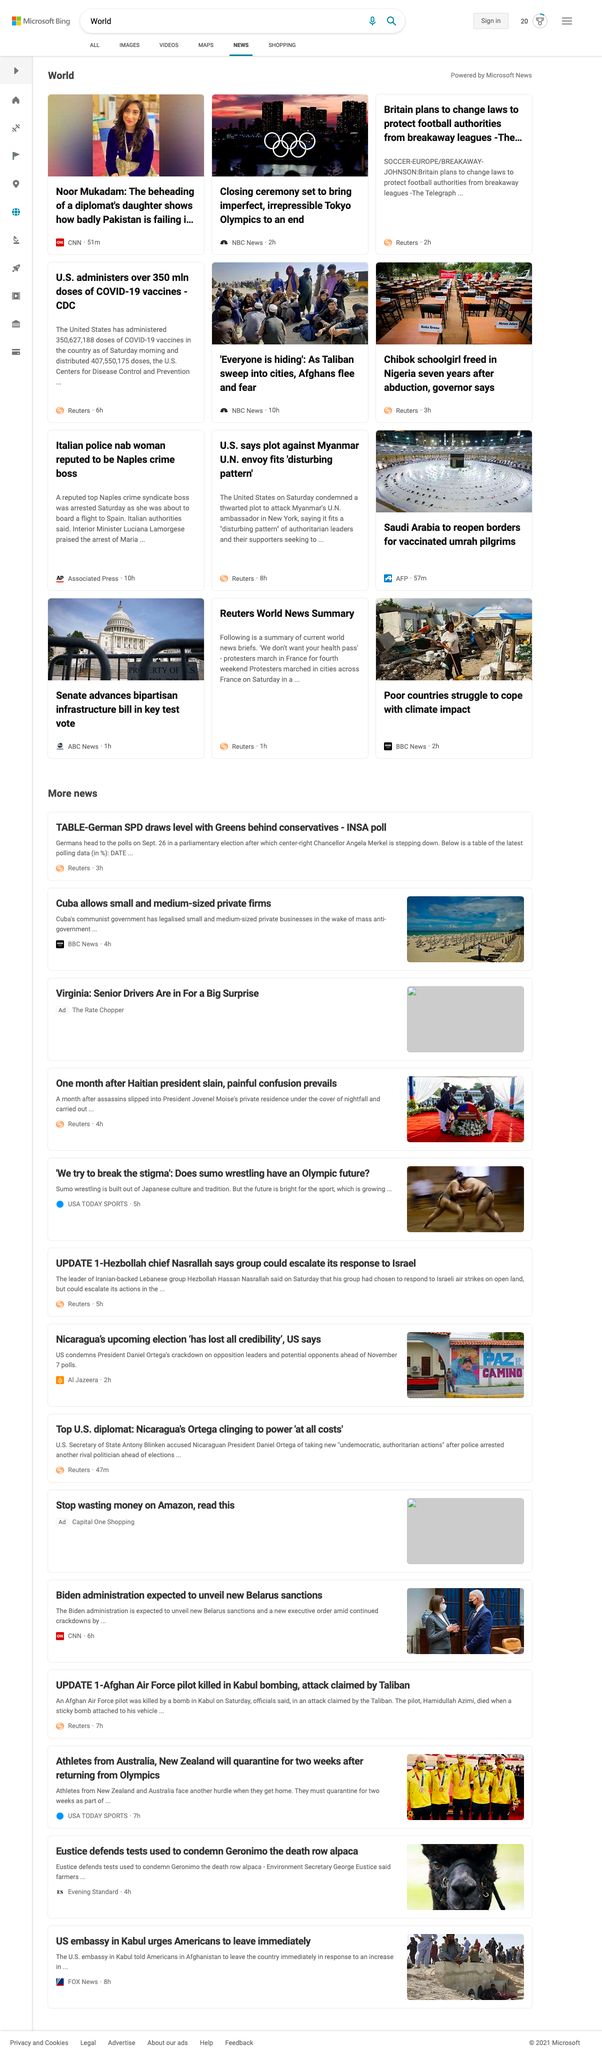 Microsoft Bing
World
Sign in
20
ALL
IMAGES
VIDEOS
MAPS
NEWS
SHOPPING
World
Powered by Microsoft News
Noor Mukadam: The beheading
of a diplomat's daughter shows
how badly Pakistan is failing i...
CNN · 51m
Closing ceremony set to bring
imperfect, irrepressible Tokyo
Olympics to an end
NBC News · 2h
Britain plans to change laws to
protect football authorities
from breakaway leagues -The...
SOCCER-EUROPE/BREAKAWAY-
JOHNSON:Britain plans to change laws to
protect football authorities from breakaway
leagues -The Telegraph ...
Reuters · 2h
U.S. administers over 350 mln
doses of COVID-19 vaccines -
CDC
The United States has administered
350,627,188 doses of COVID-19 vaccines in
the country as of Saturday morning and
distributed 407,550,175 doses, the U.S.
Centers for Disease Control and Prevention
...
Reuters · 6h
'Everyone is hiding': As Taliban
sweep into cities, Afghans flee
and fear
NBC News · 10h
Chibok schoolgirl freed in
Nigeria seven years after
abduction, governor says
Reuters · 3h
Italian police nab woman
reputed to be Naples crime
boss
A reputed top Naples crime syndicate boss
was arrested Saturday as she was about to
board a flight to Spain. Italian authorities
said. Interior Minister Luciana Lamorgese
praised the arrest of Maria ...
AP Associated Press · 10h
U.S. says plot against Myanmar
U.N. envoy fits 'disturbing
pattern'
The United States on Saturday condemned a
thwarted plot to attack Myanmar's U.N.
ambassador in New York, saying it fits a
"disturbing pattern" of authoritarian leaders
and their supporters seeking to ...
Reuters · 8h
Saudi Arabia to reopen borders
for vaccinated umrah pilgrims
AFP · 57m
Senate advances bipartisan
infrastructure bill in key test
vote
ABC News · 1h
Reuters World News Summary
Following is a summary of current world
news briefs. 'We don't want your health pass'
- protesters march in France for fourth
weekend Protesters marched in cities across
France on Saturday in a ...
Reuters · 1h
Poor countries struggle to cope
with climate impact
BBC News · 2h
More news
TABLE-German SPD draws level with Greens behind conservatives - INSA poll
Germans head to the polls on Sept. 26 in a parliamentary election after which center-right Chancellor Angela Merkel is stepping down. Below is a table of the latest
polling data (in %): DATE ...
Reuters · 3h
Cuba allows small and medium-sized private firms
Cuba's communist government has legalised small and medium-sized private businesses in the wake of mass anti-
government ...
BBC News · 4h
Virginia: Senior Drivers Are in For a Big Surprise
Ad The Rate Chopper
One month after Haitian president slain, painful confusion prevails
A month after assassins slipped into President Jovenel Moise's private residence under the cover of nightfall and
carried out ...
Reuters · 4h
'We try to break the stigma': Does sumo wrestling have an Olympic future?
Sumo wrestling is built out of Japanese culture and tradition. But the future is bright for the sport, which is growing ...
USA TODAY SPORTS · 5h
UPDATE 1-Hezbollah chief Nasrallah says group could escalate its response to Israel
The leader of Iranian-backed Lebanese group Hezbollah Hassan Nasrallah said on Saturday that his group had chosen to respond to Israeli air strikes on open land,
but could escalate its actions in the ...
Reuters · 5h
Nicaragua's upcoming election ‘has lost all credibility’, US says
US condemns President Daniel Ortega's crackdown on opposition leaders and potential opponents ahead of November
7 polls.
Al Jazeera · 2h
PAZ
CAMINO
Top U.S. diplomat: Nicaragua's Ortega clinging to power 'at all costs'
U.S. Secretary of State Antony Blinken accused Nicaraguan President Daniel Ortega of taking new "undemocratic, authoritarian actions" after police arrested
another rival politician ahead of elections ...
Reuters · 47m
Stop wasting money on Amazon, read this
Ad Capital One Shopping
Biden administration expected to unveil new Belarus sanctions
The Biden administration is expected to unveil new Belarus sanctions and a new executive order amid continued
crackdowns by ...
CNN · 6h
UPDATE 1-Afghan Air Force pilot killed in Kabul bombing, attack claimed by Taliban
An Afghan Air Force pilot was killed by a bomb in Kabul on Saturday, officials said, in an attack claimed by the Taliban. The pilot, Hamidullah Azimi, died when a
sticky bomb attached to his vehicle ...
Reuters · 7h
Athletes from Australia, New Zealand will quarantine for two weeks after
returning from Olympics
Athletes from New Zealand and Australia face another hurdle when they get home. They must quarantine for two
weeks as part of ...
USA TODAY SPORTS · 7h
Eustice defends tests used to condemn Geronimo the death row alpaca
Eustice defends tests used to condemn Geronimo the death row alpaca - Environment Secretary George Eustice said
farmers ...
ES Evening Standard · 4h
US embassy in Kabul urges Americans to leave immediately
The U.S. embassy in Kabul told Americans in Afghanistan to leave the country immediately in response to an increase
in ...
FOX News · 8h
Privacy and Cookies
Legal
Advertise
About our ads
Help
Feedback
© 2021 Microsoft